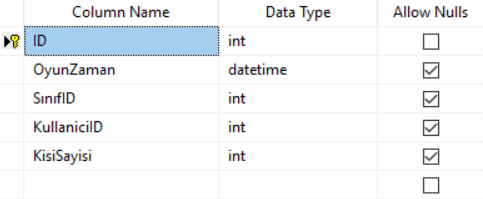 Column Name Data Type Allow Nulls
ID int
OyunZaman datetime
SınıfID int
KullaniciID int
KisiSayisi int